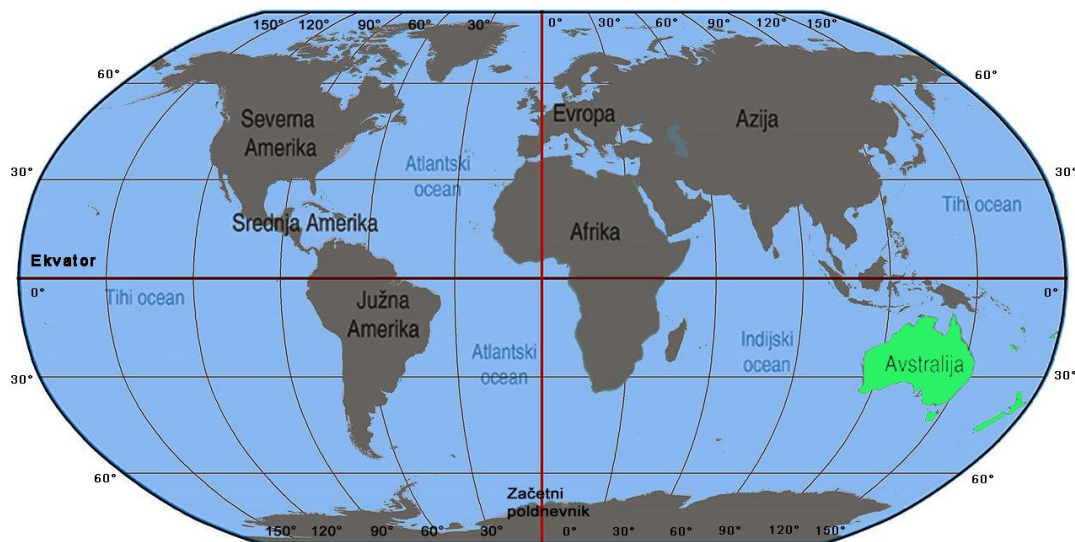 150° 120° 90° 60° 30° 0° 30° 60° 90° 120° 150°
60° 60°
Severna
Amerika
Evropa
Azija
Atlantski
ocean
30° 30°
Srednja Amerika
Afrika
Tihi ocean
Ekvator
0° 0°
Tihi ocean
Južna
Amerika
Atlantski
ocean
Indijski
ocean
Avstralija
30° 30°
60° 60°
Začetni
poldnevnik
150° 120° 90° 60° 30° 0° 30° 60° 90° 120° 150°